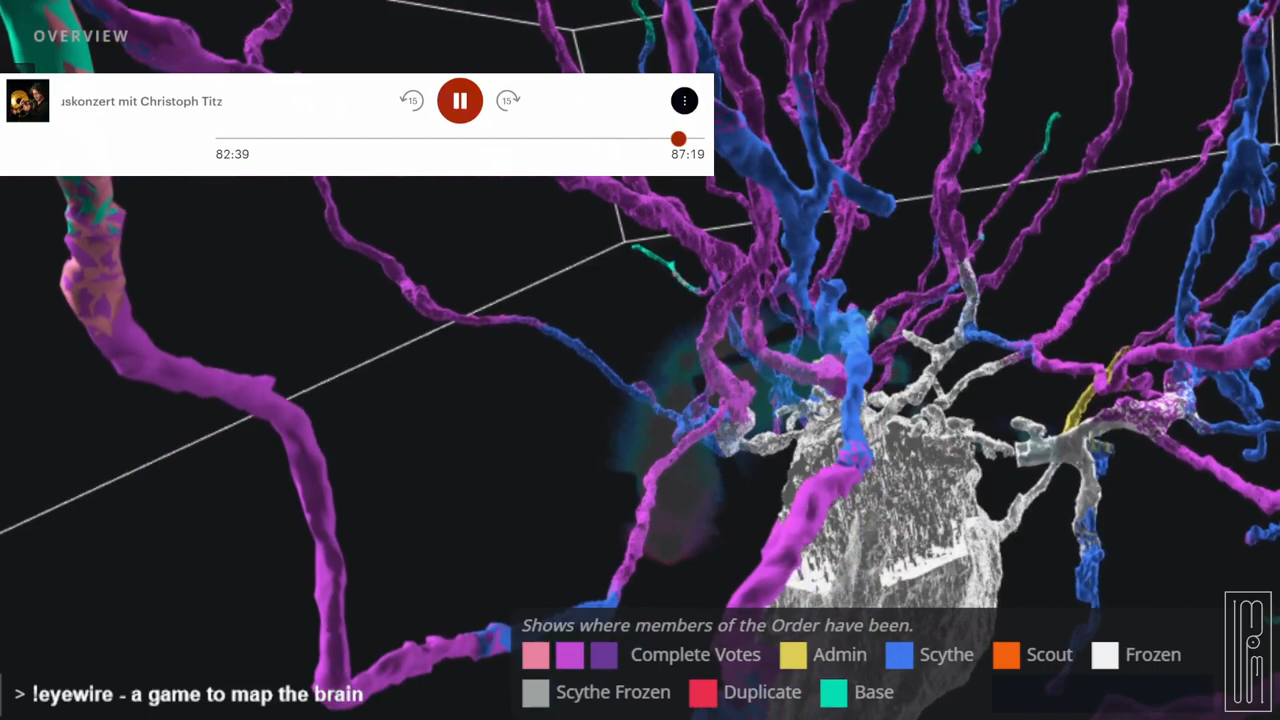 OVERVIEW
uskonzert mit Christoph Titz
15
15
82:39
87:19
Shows where members of the Order have been.
Complete Votes
Admin
Scythe
Scout
Frozen
Scythe Frozen
Duplicate
Base
> !eyewire - a game to map the brain